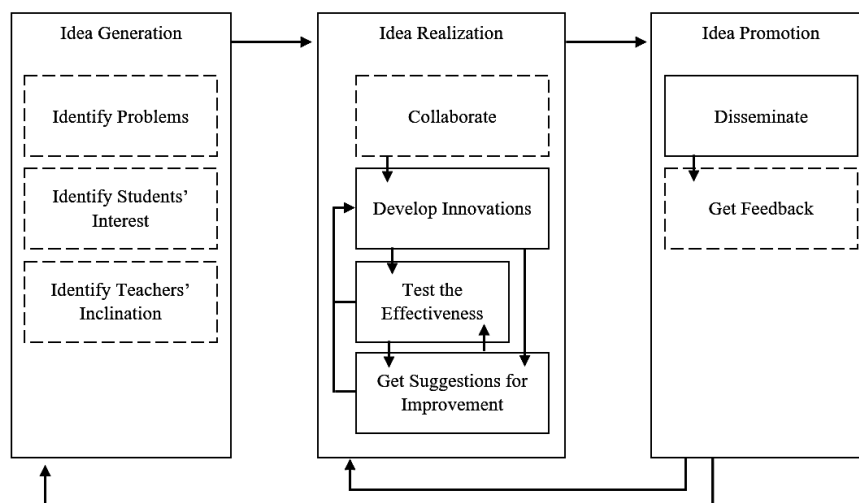 Idea Generation
Identify Problems
Identify Students’
Interest
Identify Teachers’
Inclination
Idea Realization
Collaborate
Develop Innovations
Test the
Effectiveness
Get Suggestions for
Improvement
Idea Promotion
Disseminate
Get Feedback